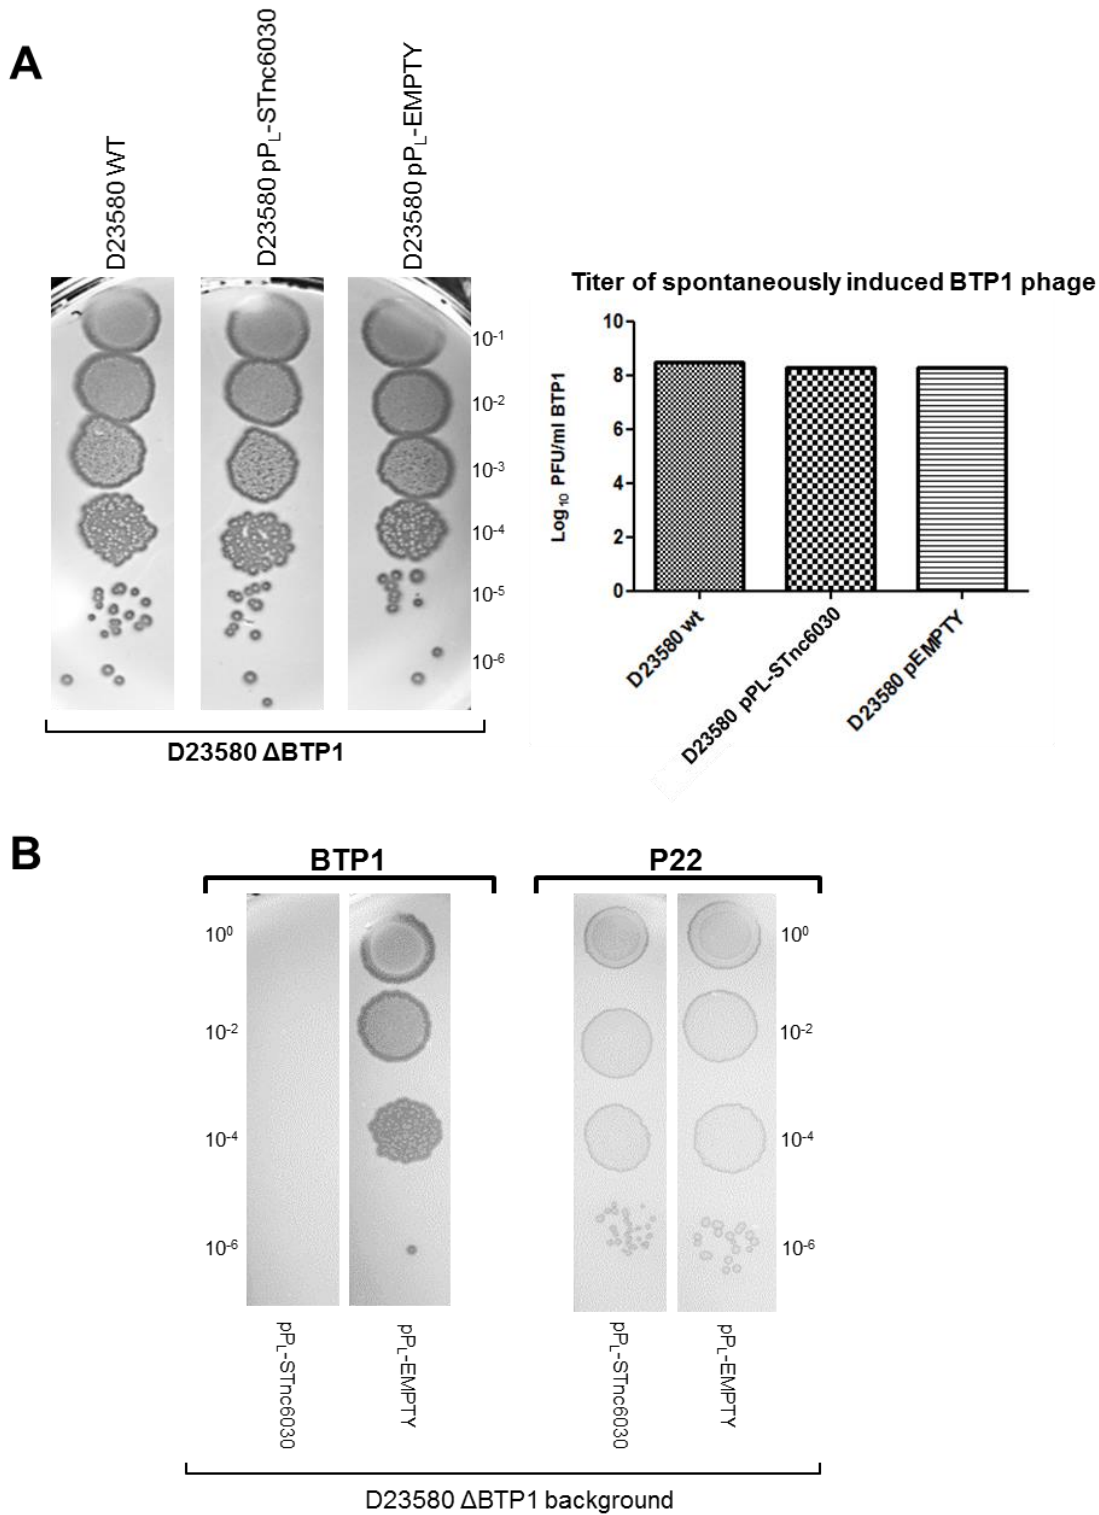 A
D23580 WT
D23580 pPL-STnc6030
D23580 pPL-EMPTY
10-1
10-2
10-3
10-4
10-5
10-6
D23580 ΔBTP1
Titer of spontaneously induced BTP1 phage
Log10 PFU/ml BTP1
10
8
6
4
2
0
D23580 wt
D23580 pPL-STnc6030
D23580 pEMPTY
B
BTP1
P22
100
10-2
10-4
10-6
100
10-2
10-4
10-6
pPL-STnc6030
pPL-EMPTY
pPL-STnc6030
pPL-EMPTY
D23580 ΔBTP1 background